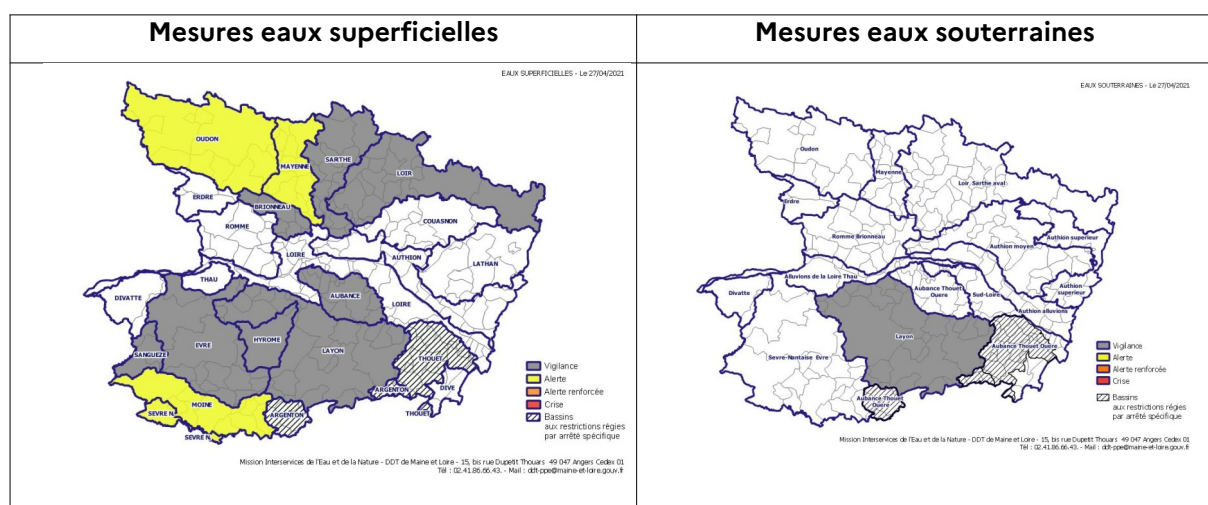 Mesures eaux superficielles
Mesures eaux souterraines
EAUX SUPERFICIELLES - Le 27/04/2021
OUDON
MAYENNE
SARTHE
LOIR
ERDRE
BRIONNEAU
ROMME
COUASNON
LOIRE
AUTHION
LATHAN
THAU
DIVATTE
AUBANCE
LOIRE
EVRE
HYROME
LAYON
SANGUEZE
THOUET
MOINE
ARGENTON
DIVE
SEVRE N.
ARGENTON
THOUET
SEVRE N.
Vigilance
Alerte
Alerte renforcée
Crise
Bassins
aux restrictions régies
par arrêté spécifique
Mission Interservices de l'Eau et de la Nature - DDT de Maine et Loire - 15, bis rue Dupetit Thouars 49 047 Angers Cedex 01
Tél : 02.41.86.66.43. - Mail : ddt-ppe@maine-et-loire.gouv.fr
EAUX SOUTERRAINES - Le 27/04/2021
Oudon
Mayenne
Loir Sarthe aval
Erdre
Romme Brionneau
Authion superieur
Authion moyen
Alluvions de la Loire Thau
Divatte
Aubance Thouet
Ouere
Sud-Loire
Authion
superieur
Authion alluvions
Layon
Aubance Thouet Ouere
Sevre-Nantaise Evre
Aubance Thouet
Ouere
Vigilance
Alerte
Alerte renforcée
Crise
Bassins
aux restrictions régies
par arrêté spécifique
Mission Interservices de l'Eau et de la Nature - DDT de Maine et Loire - 15, bis rue Dupetit Thouars 49 047 Angers Cedex 01
Tél : 02.41.86.66.43. - Mail : ddt-ppe@maine-et-loire.gouv.fr